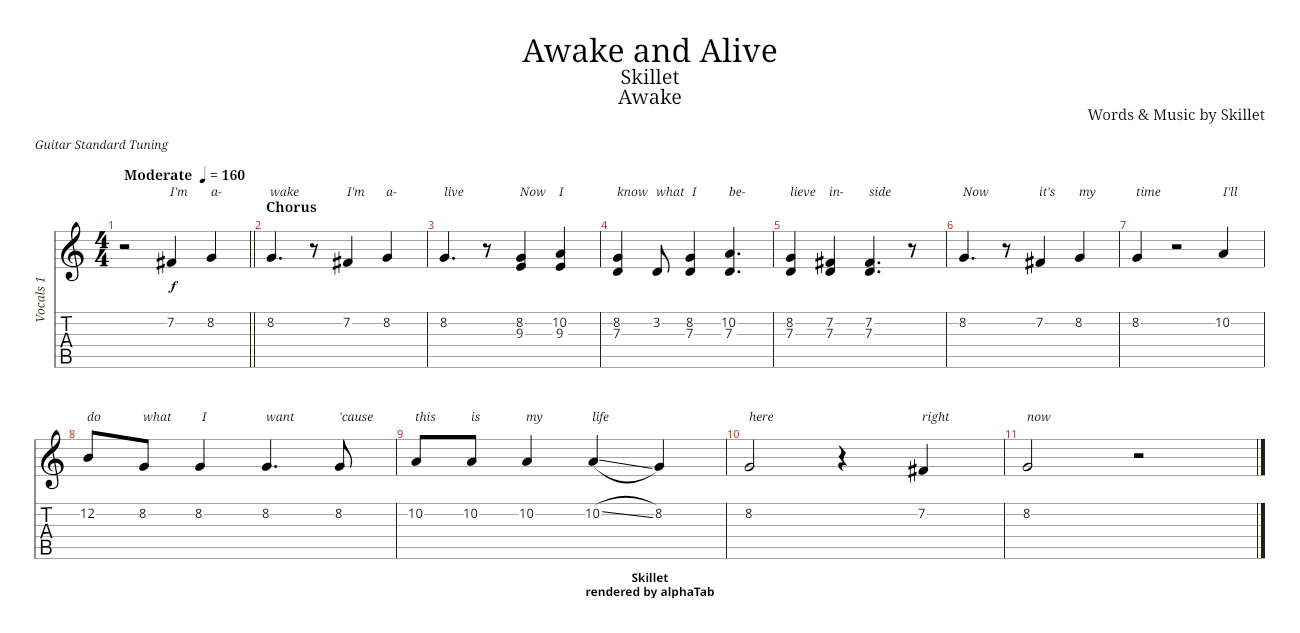 Awake and Alive
Skillet
Awake
Words & Music by Skillet
Guitar Standard Tuning
Moderate ♩ = 160
I'm a- wake I'm a- live Now I know what I be- lieve in- side Now it's my time I'll
Chorus
1 2 3 4 5 6 7
4
4
f
Vocals 1
T
A
B
7 8 8 7 8 8 8 10 8 3 8 10 8 7 7 8 7 8 8 10
9 9 7 7 7 7 7 7
do what I want 'cause this is my life here right now
8 9 10 11
T
A
B
12 8 8 8 8 10 10 10 10 8 8 7 8
Skillet
rendered by alphaTab